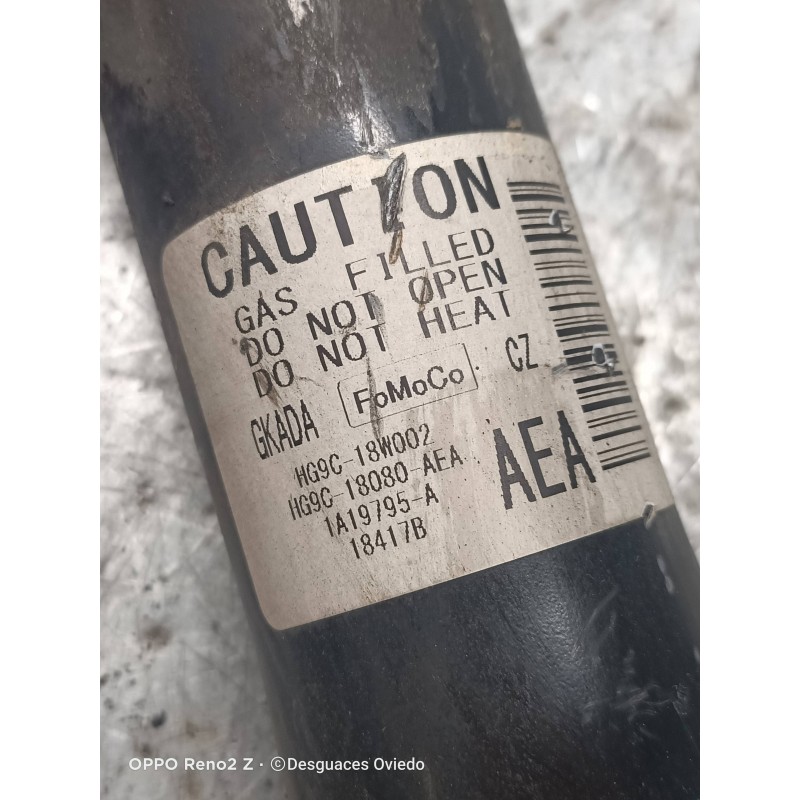 CAUTION
GAS FILLED
DO NOT OPEN
DO NOT HEAT
GKADA FoMoCo CZ
HG9C-18W002
HG9C-18080-AEA
1A19795-A
18417B
AEA
OPPO Reno2 Z · ©Desguaces Oviedo